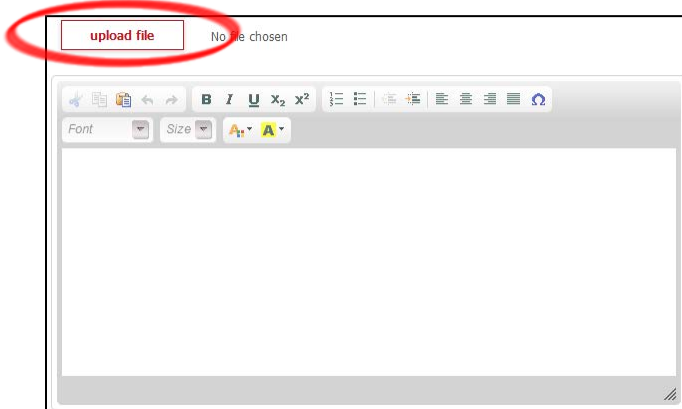 upload file No file chosen
B I U X₂ X² Ω
Font Size A A